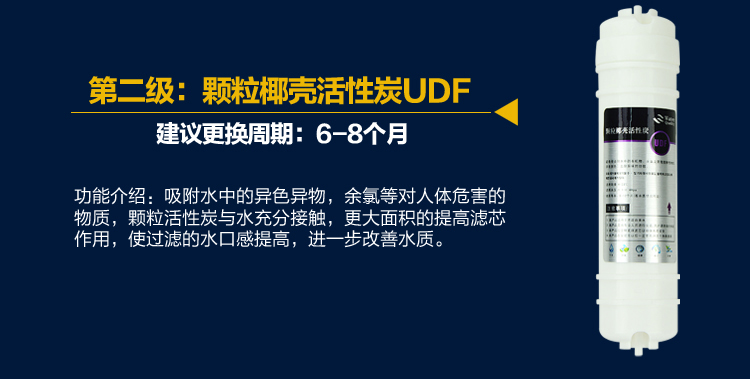 第二级：颗粒椰壳活性炭UDF
建议更换周期：6-8个月
功能介绍：吸附水中的异色异物，余氯等对人体危害的
物质，颗粒活性炭与水充分接触，更大面积的提高滤芯
作用，使过滤的水口感提高，进一步改善水质。
颗粒椰壳活性炭
UDF